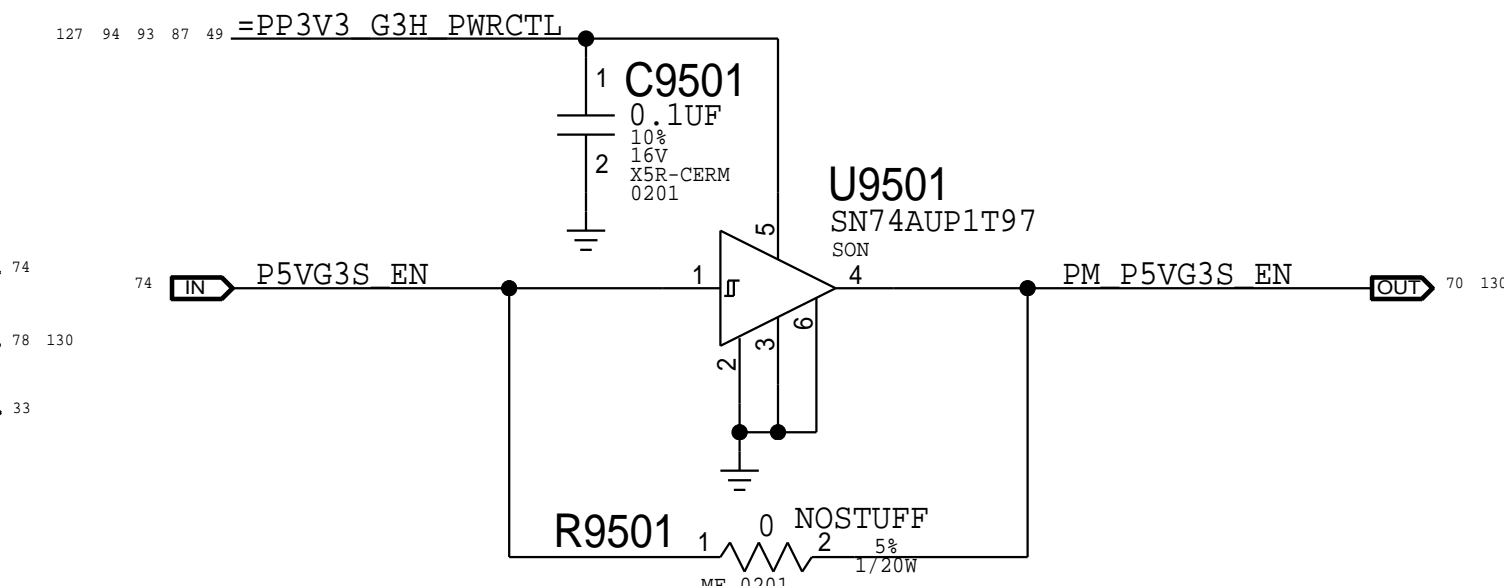 127 94 93 87 49 =PP3V3_G3H_PWRCTL
1
C9501
0.1UF
10%
16V
X5R-CERM
0201
2
U9501
SN74AUP1T97
SON
5
74
74 IN P5VG3S_EN
1
4
PM_P5VG3S_EN
OUT 70 130
6
3
2
78 130
33
R9501
1
0
NOSTUFF
2
5%
1/20W
MF 0201